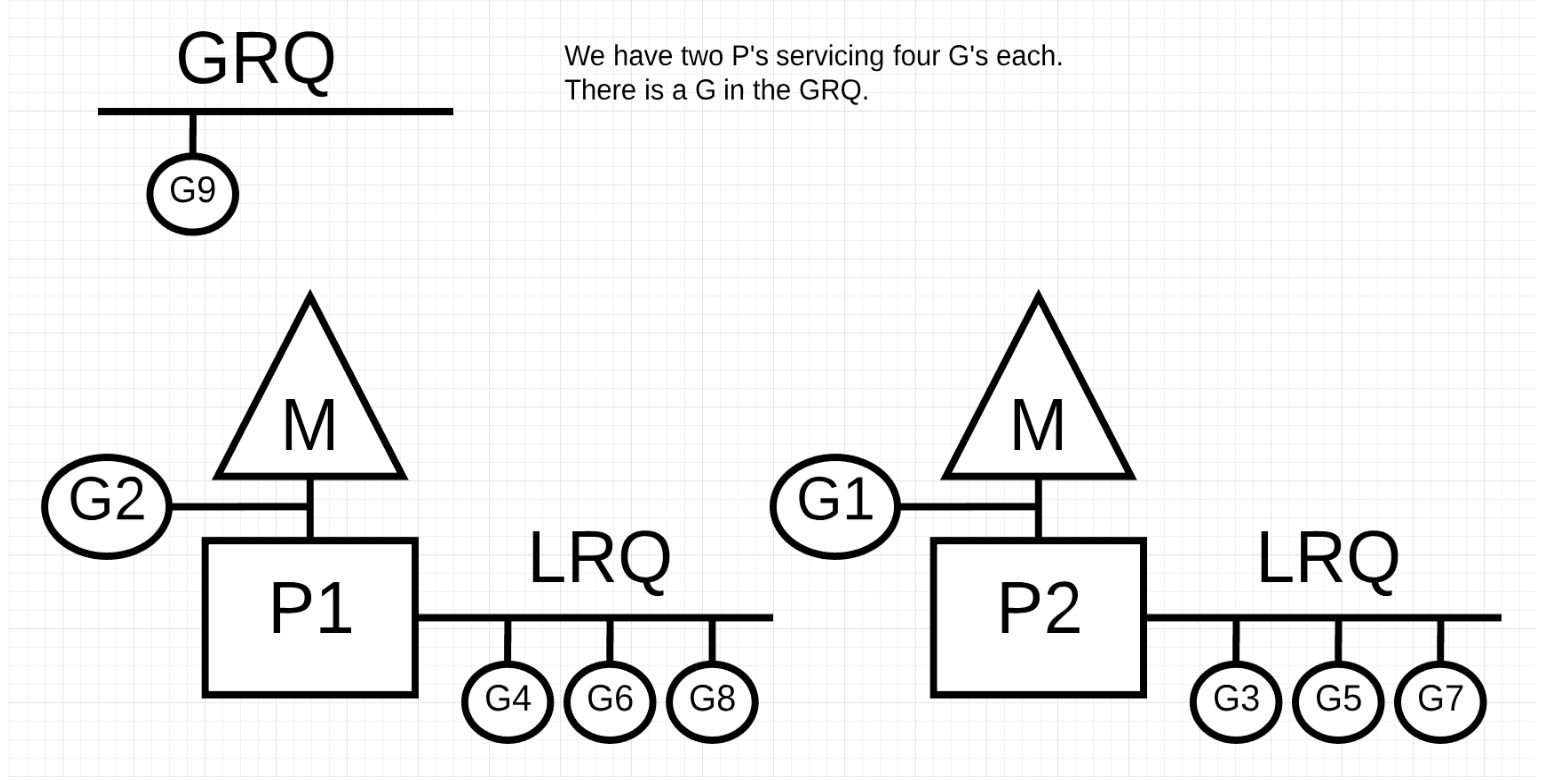 GRQ
We have two P's servicing four G's each.
There is a G in the GRQ.
G9
M
M
G2
G1
P1
LRQ
P2
LRQ
G4
G6
G8
G3
G5
G7